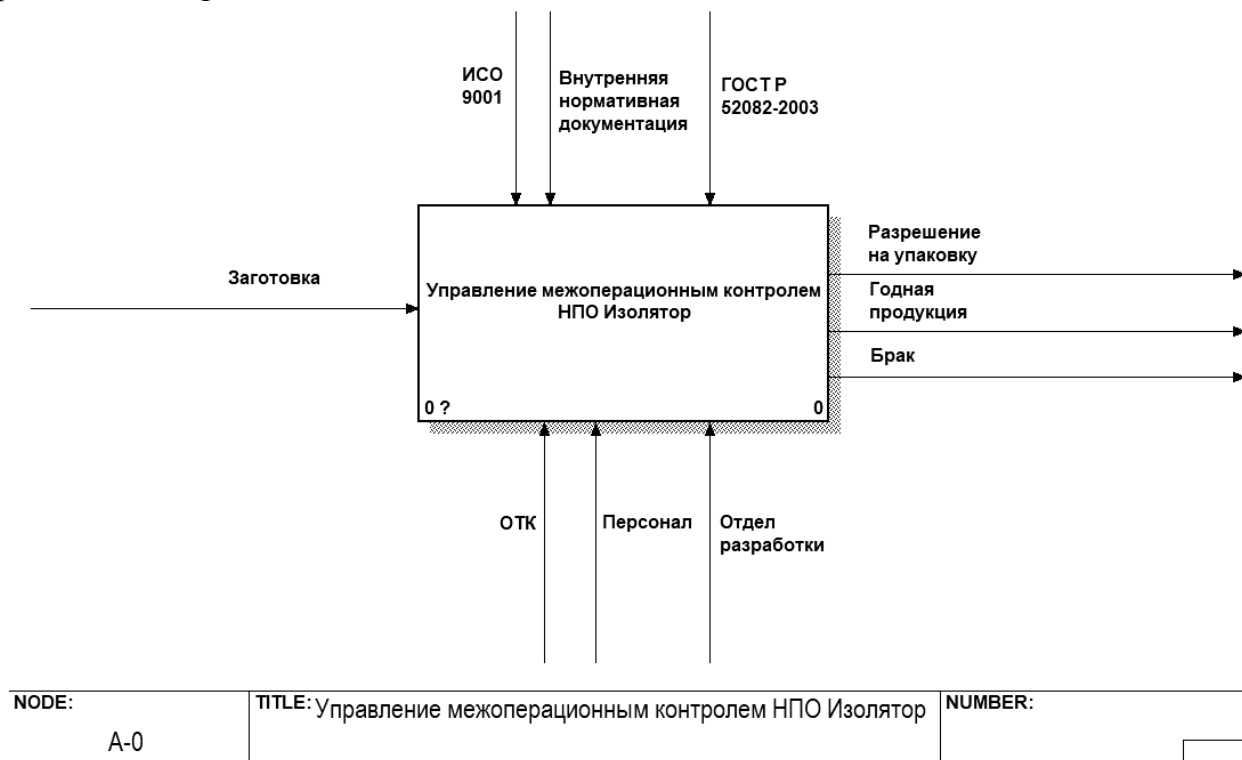 ИСО
9001
Внутренняя
нормативная
документация
ГОСТ Р
52082-2003
Заготовка
Управление межоперационным контролем
НПО Изолятор
0 ?
0
Разрешение
на упаковку
Годная
продукция
Брак
ОТК
Персонал
Отдел
разработки
NODE:
A-0
TITLE: Управление межоперационным контролем НПО Изолятор
NUMBER: